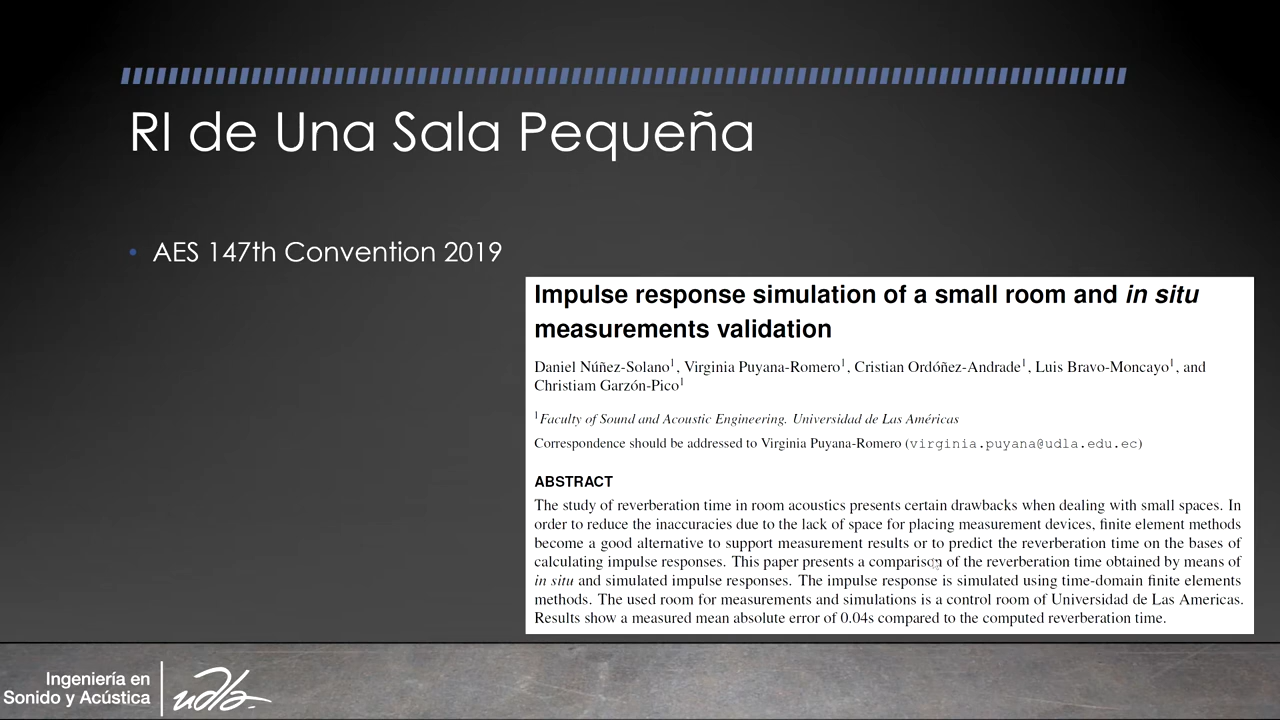 RI de Una Sala Pequeña
• AES 147th Convention 2019
Impulse response simulation of a small room and in situ
measurements validation
Daniel Núñez-Solano1, Virginia Puyana-Romero1, Cristian Ordóñez-Andrade1, Luis Bravo-Moncayo1, and
Christiam Garzón-Pico1
1Faculty of Sound and Acoustic Engineering. Universidad de Las Américas
Correspondence should be addressed to Virginia Puyana-Romero (virginia.puyana@udla.edu.ec)
ABSTRACT
The study of reverberation time in room acoustics presents certain drawbacks when dealing with small spaces. In
order to reduce the inaccuracies due to the lack of space for placing measurement devices, finite element methods
become a good alternative to support measurement results or to predict the reverberation time on the bases of
calculating impulse responses. This paper presents a comparison of the reverberation time obtained by means of
in situ and simulated impulse responses. The impulse response is simulated using time-domain finite elements
methods. The used room for measurements and simulations is a control room of Universidad de Las Americas.
Results show a measured mean absolute error of 0.04s compared to the computed reverberation time.
Ingeniería en
Sonido y Acústica
udla-